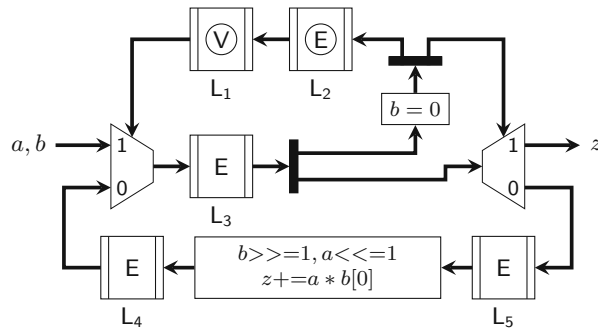 V
E
L1
L2
b = 0
a, b
1
0
E
L3
1
0
z
E
L4
b>>=1, a<<=1
z+=a * b[0]
E
L5